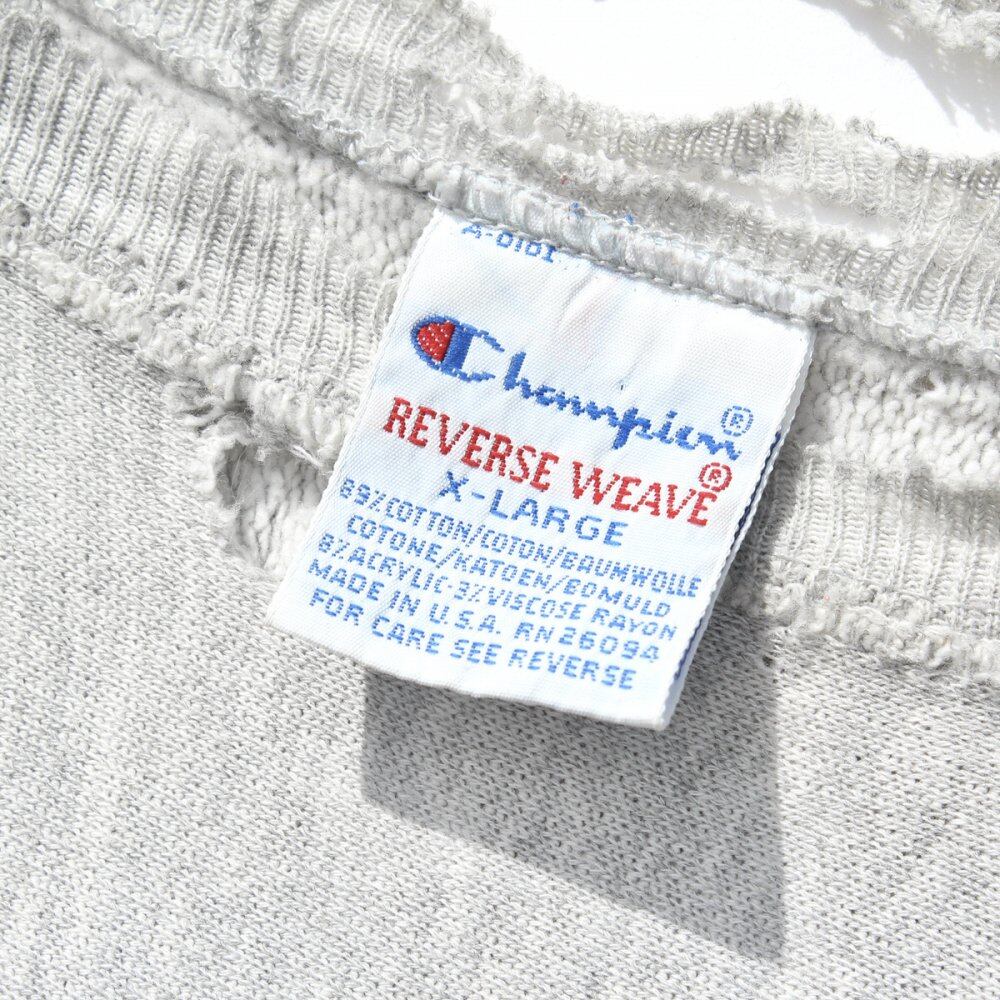 A-0101
Champion®
REVERSE WEAVE®
X-LARGE
89%COTTON/COTON/BAUMWOLLE
COTONE/KATOEN/BOMULD
8%ACRYLIC-3%VISCOSE RAYON
MADE IN U.S.A. RN26094
FOR CARE SEE REVERSE